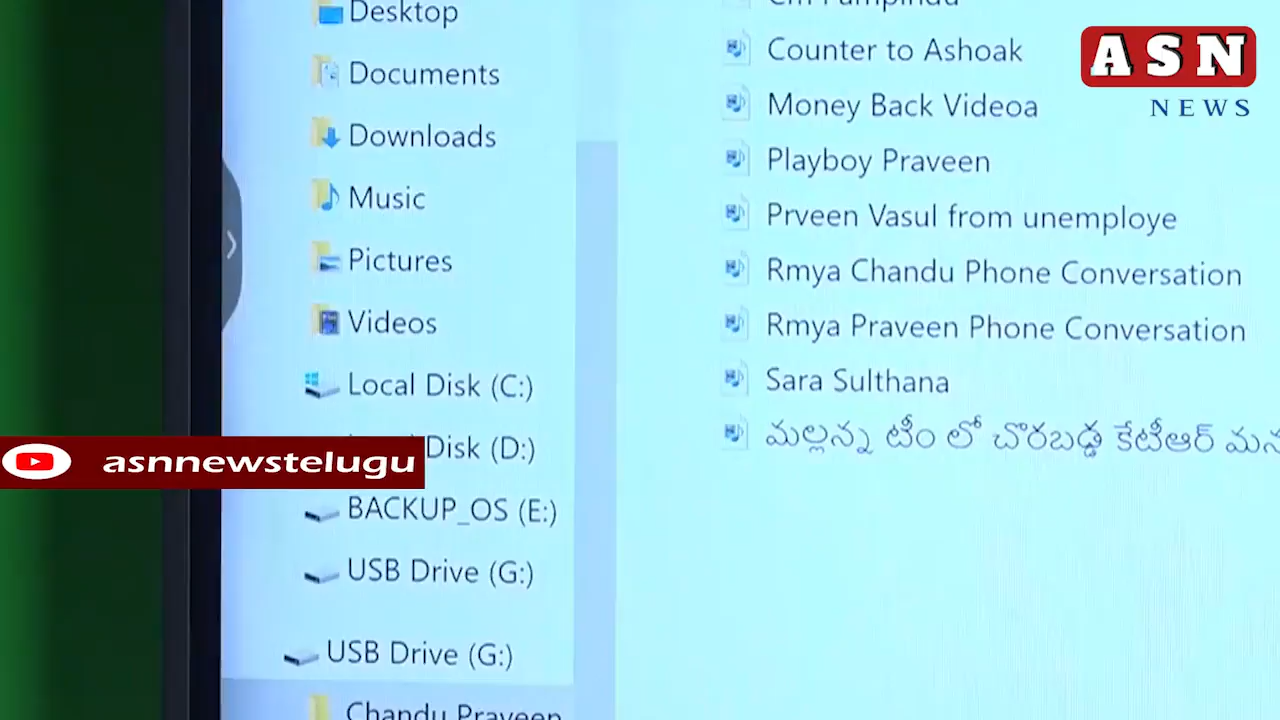 Desktop
Documents
Downloads
Music
Pictures
Videos
Local Disk (C:)
Disk (D:)
BACKUP_OS (E:)
USB Drive (G:)
USB Drive (G:)
Chandu Praveen
Counter to Ashoak
Money Back Videoa
Playboy Praveen
Prveen Vasul from unemploye
Rmya Chandu Phone Conversation
Rmya Praveen Phone Conversation
Sara Sulthana
మల్లన్న టీం లో చొరబడ్డ కేటీఆర్ మన
ASN
NEWS
asnnewstelugu